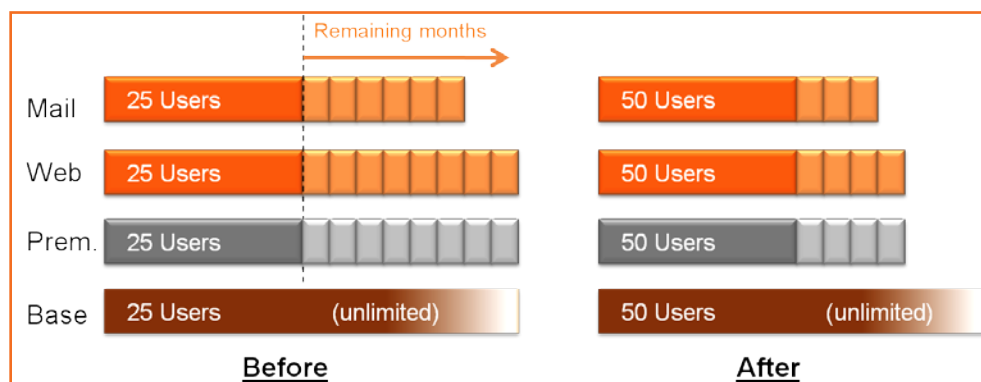 Remaining months
Mail 25 Users 50 Users
Web 25 Users 50 Users
Prem. 25 Users 50 Users
Base 25 Users (unlimited) 50 Users (unlimited)
Before After